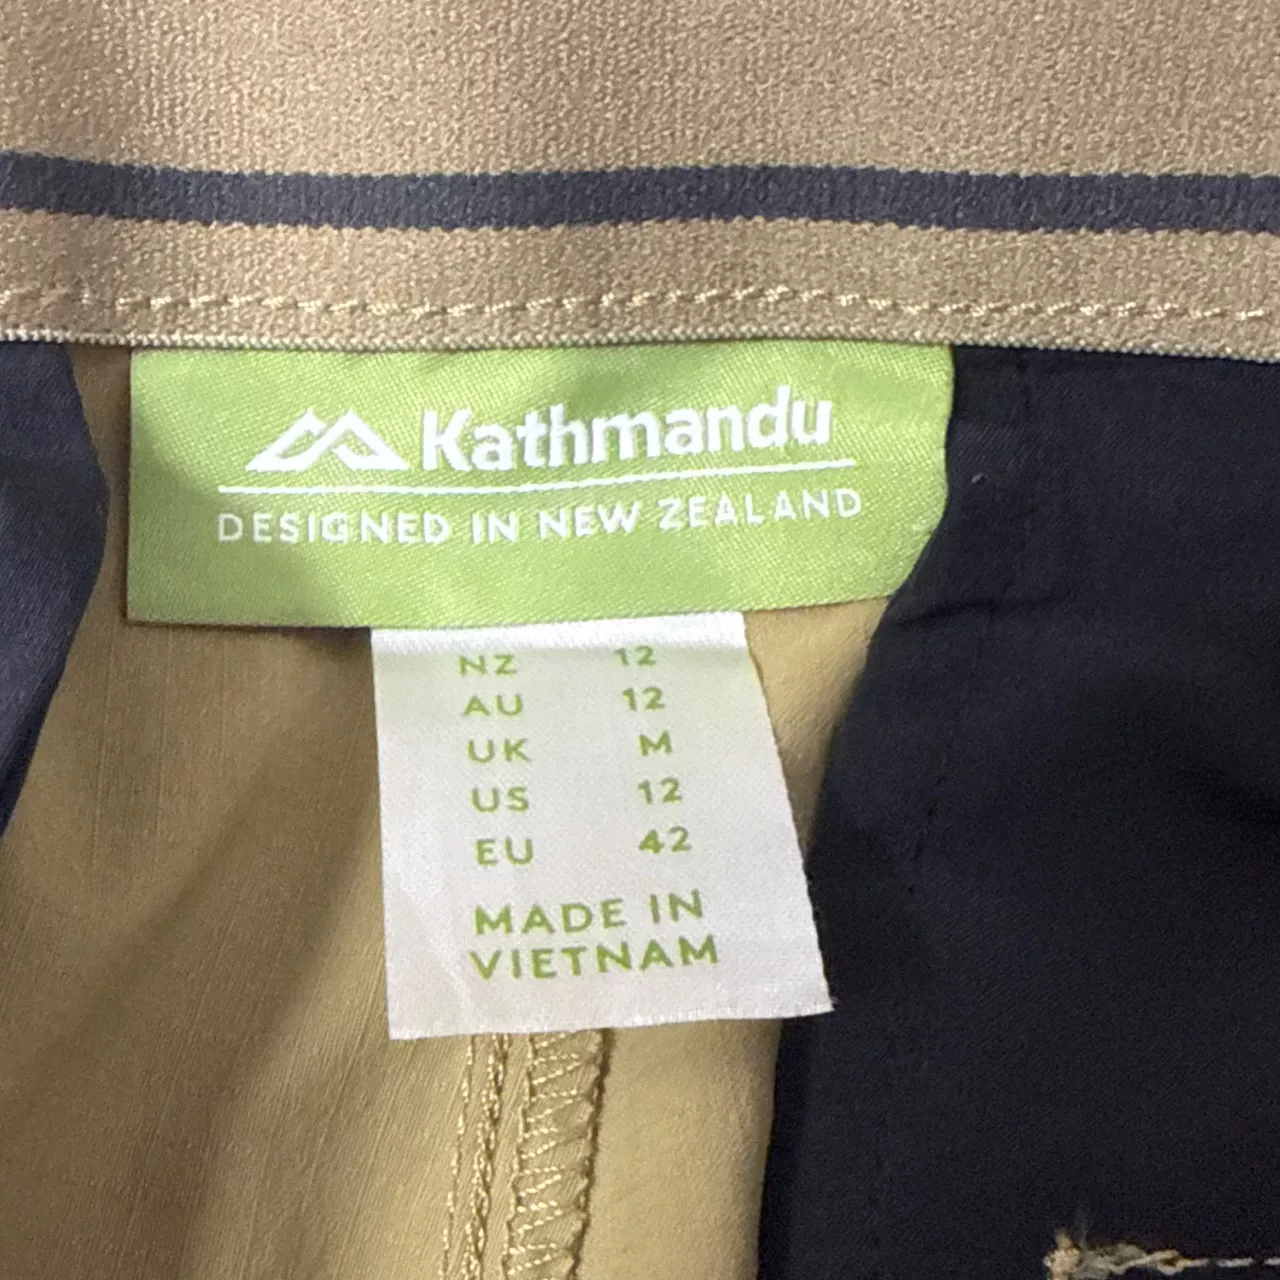 Kathmandu
DESIGNED IN NEW ZEALAND
NZ 12
AU 12
UK M
US 12
EU 42
MADE IN
VIETNAM